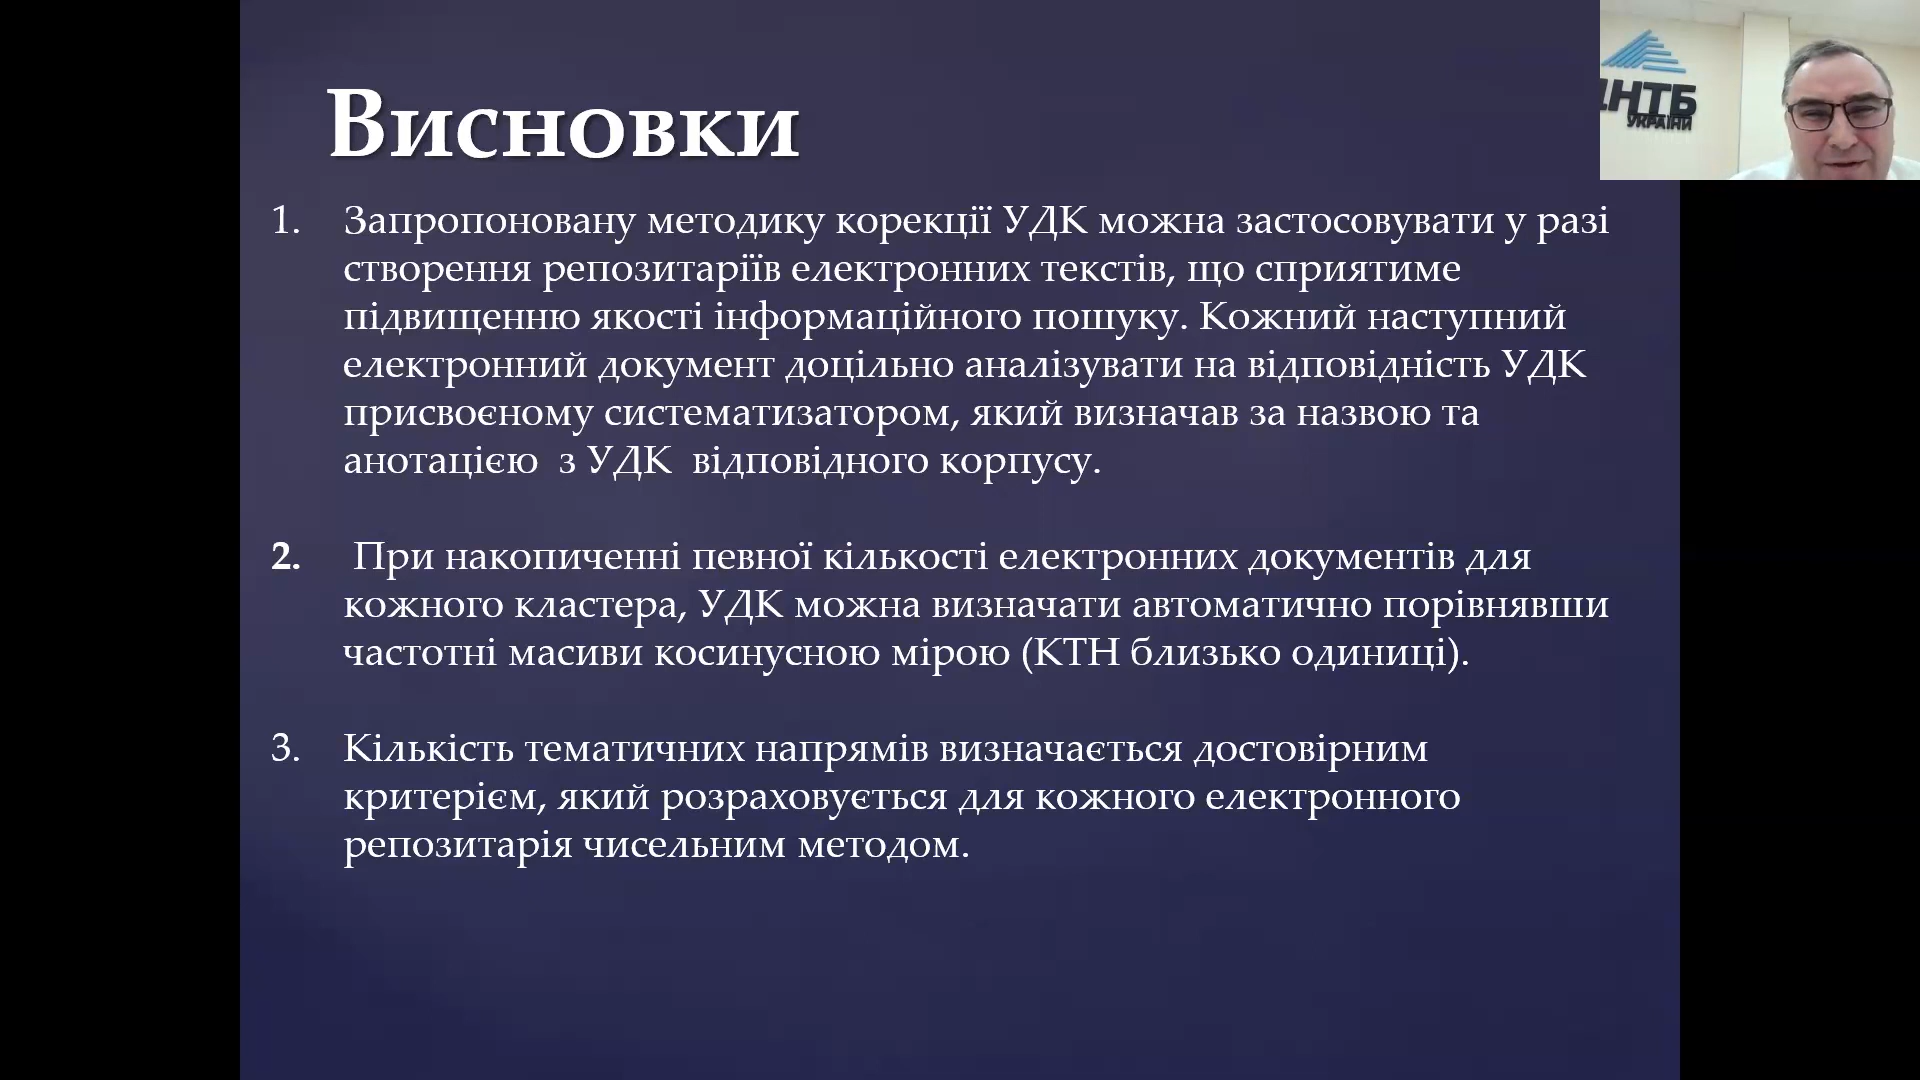 Висновки
1. Запропоновану методику корекції УДК можна застосовувати у разі
створення репозитаріїв електронних текстів, що сприятиме
підвищенню якості інформаційного пошуку. Кожний наступний
електронний документ доцільно аналізувати на відповідність УДК
присвоєному систематизатором, який визначав за назвою та
анотацією з УДК відповідного корпусу.
2. При накопиченні певної кількості електронних документів для
кожного кластера, УДК можна визначати автоматично порівнявши
частотні масиви косинусною мірою (КТН близько одиниці).
3. Кількість тематичних напрямів визначається достовірним
критерієм, який розраховується для кожного електронного
репозитарія чисельним методом.
ДНТБ
УКРАЇНИ